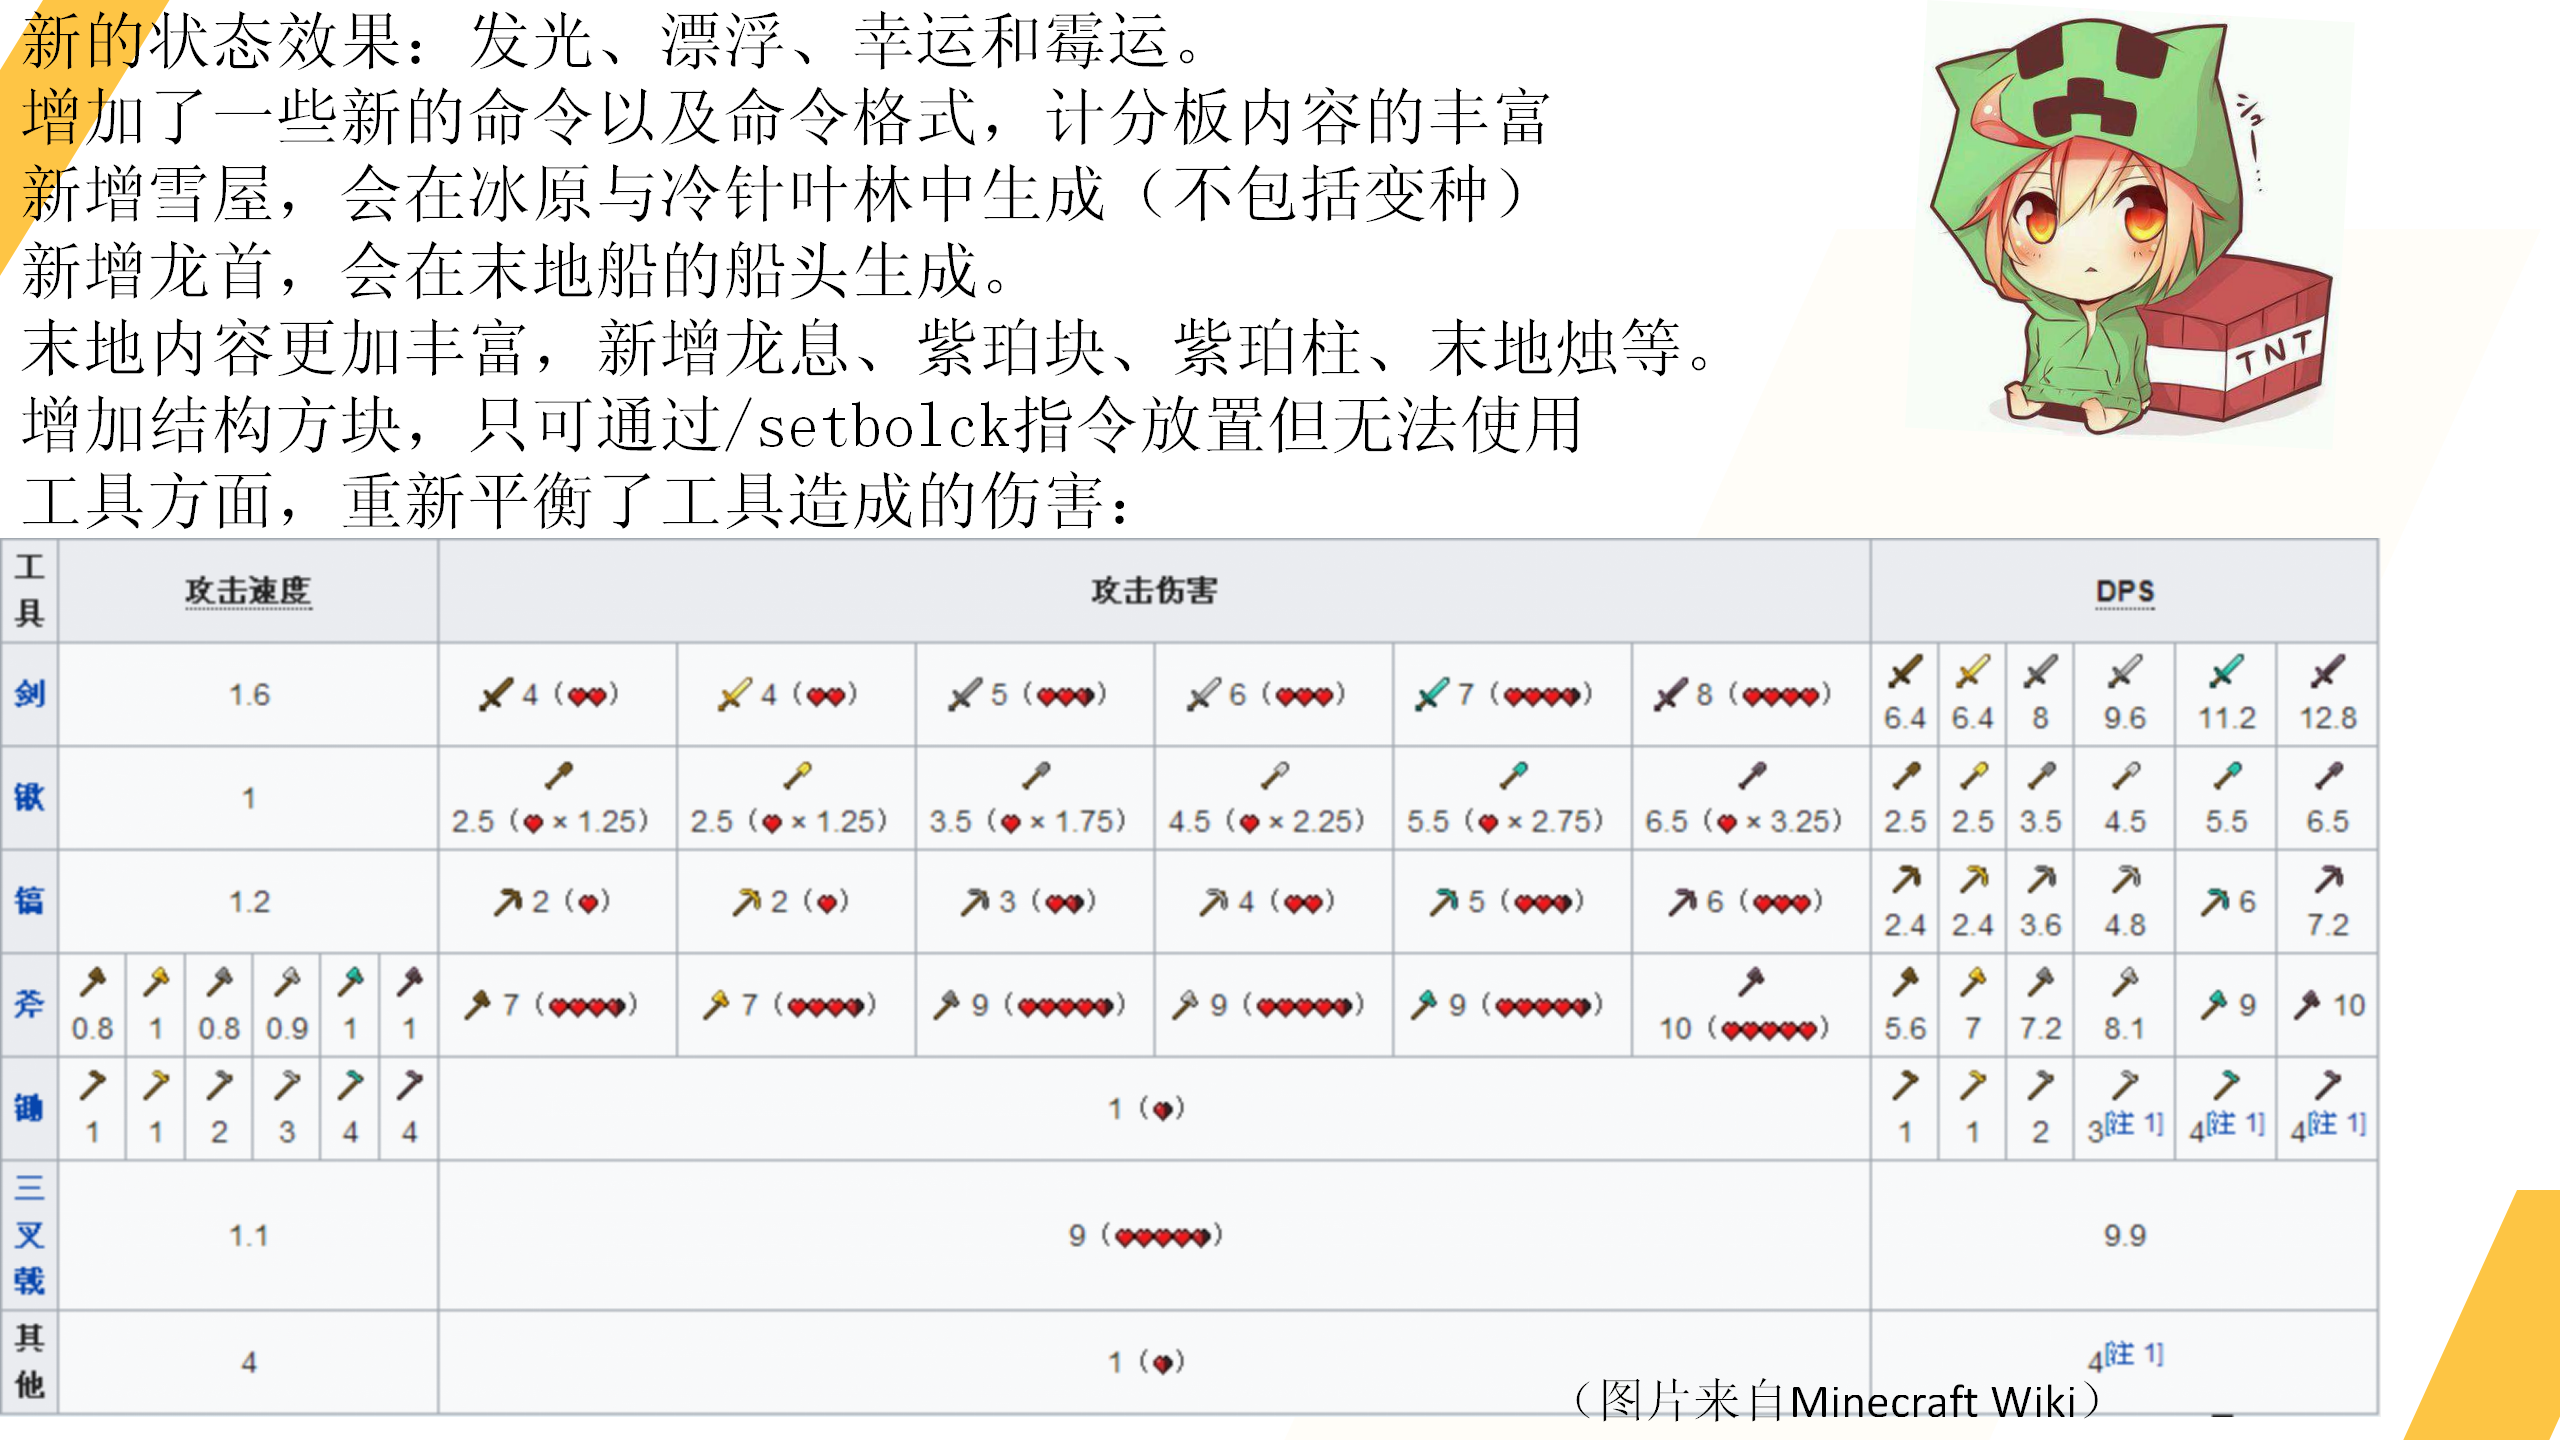 新的状态效果：发光、漂浮、幸运和霉运。
增加了一些新的命令以及命令格式，计分板内容的丰富
新增雪屋，会在冰原与冷针叶林中生成（不包括变种）
新增龙首，会在末地船的船头生成。
末地内容更加丰富，新增龙息、紫珀块、紫珀柱、末地烛等。
增加结构方块，只可通过/setbolck指令放置但无法使用
工具方面，重新平衡了工具造成的伤害：
TNT
工具 攻击速度 攻击伤害 DPS
剑 1.6 4（） 4（） 5（） 6（） 7（） 8（） 6.4 6.4 8 9.6 11.2 12.8
锹 1 2.5（× 1.25） 2.5（× 1.25） 3.5（× 1.75） 4.5（× 2.25） 5.5（× 2.75） 6.5（× 3.25） 2.5 2.5 3.5 4.5 5.5 6.5
镐 1.2 2（） 2（） 3（） 4（） 5（） 6（） 2.4 2.4 3.6 4.8 6 7.2
斧 0.8 1 0.8 0.9 1 1 7（） 7（） 9（） 9（） 9（） 10（） 5.6 7 7.2 8.1 9 10
锄 1 1 2 3 4 4 1（） 1 1 2 3[注 1] 4[注 1] 4[注 1]
三叉戟 1.1 9（） 9.9
其他 4 1（） 4[注 1]
（图片来自Minecraft Wiki）